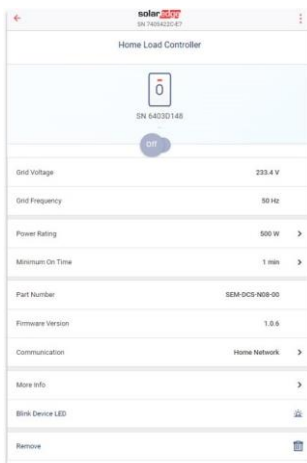 solaredge
SN 7409422C-E7
Home Load Controller
SN 6403D148
Off
Grid Voltage 233.4 V
Grid Frequency 50 Hz
Power Rating 500 W
Minimum On Time 1 min
Part Number SEM-DCS-N08-00
Firmware Version 1.0.6
Communication Home Network
More Info
Blink Device LED
Remove